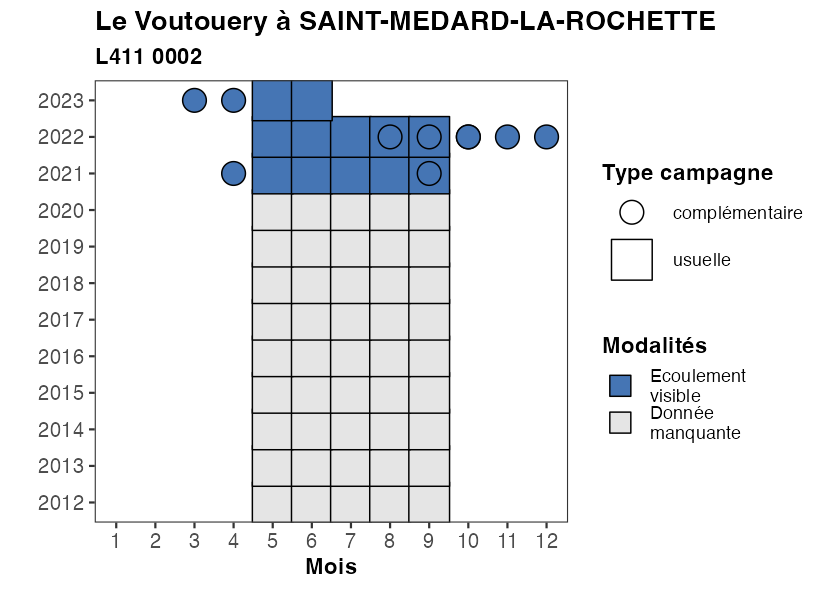 Le Voutouery à SAINT-MEDARD-LA-ROCHETTE
L411 0002
2023
2022
2021
2020
2019
2018
2017
2016
2015
2014
2013
2012
1 2 3 4 5 6 7 8 9 10 11 12
Mois
Type campagne
complémentaire
usuelle
Modalités
Ecoulement
visible
Donnée
manquante